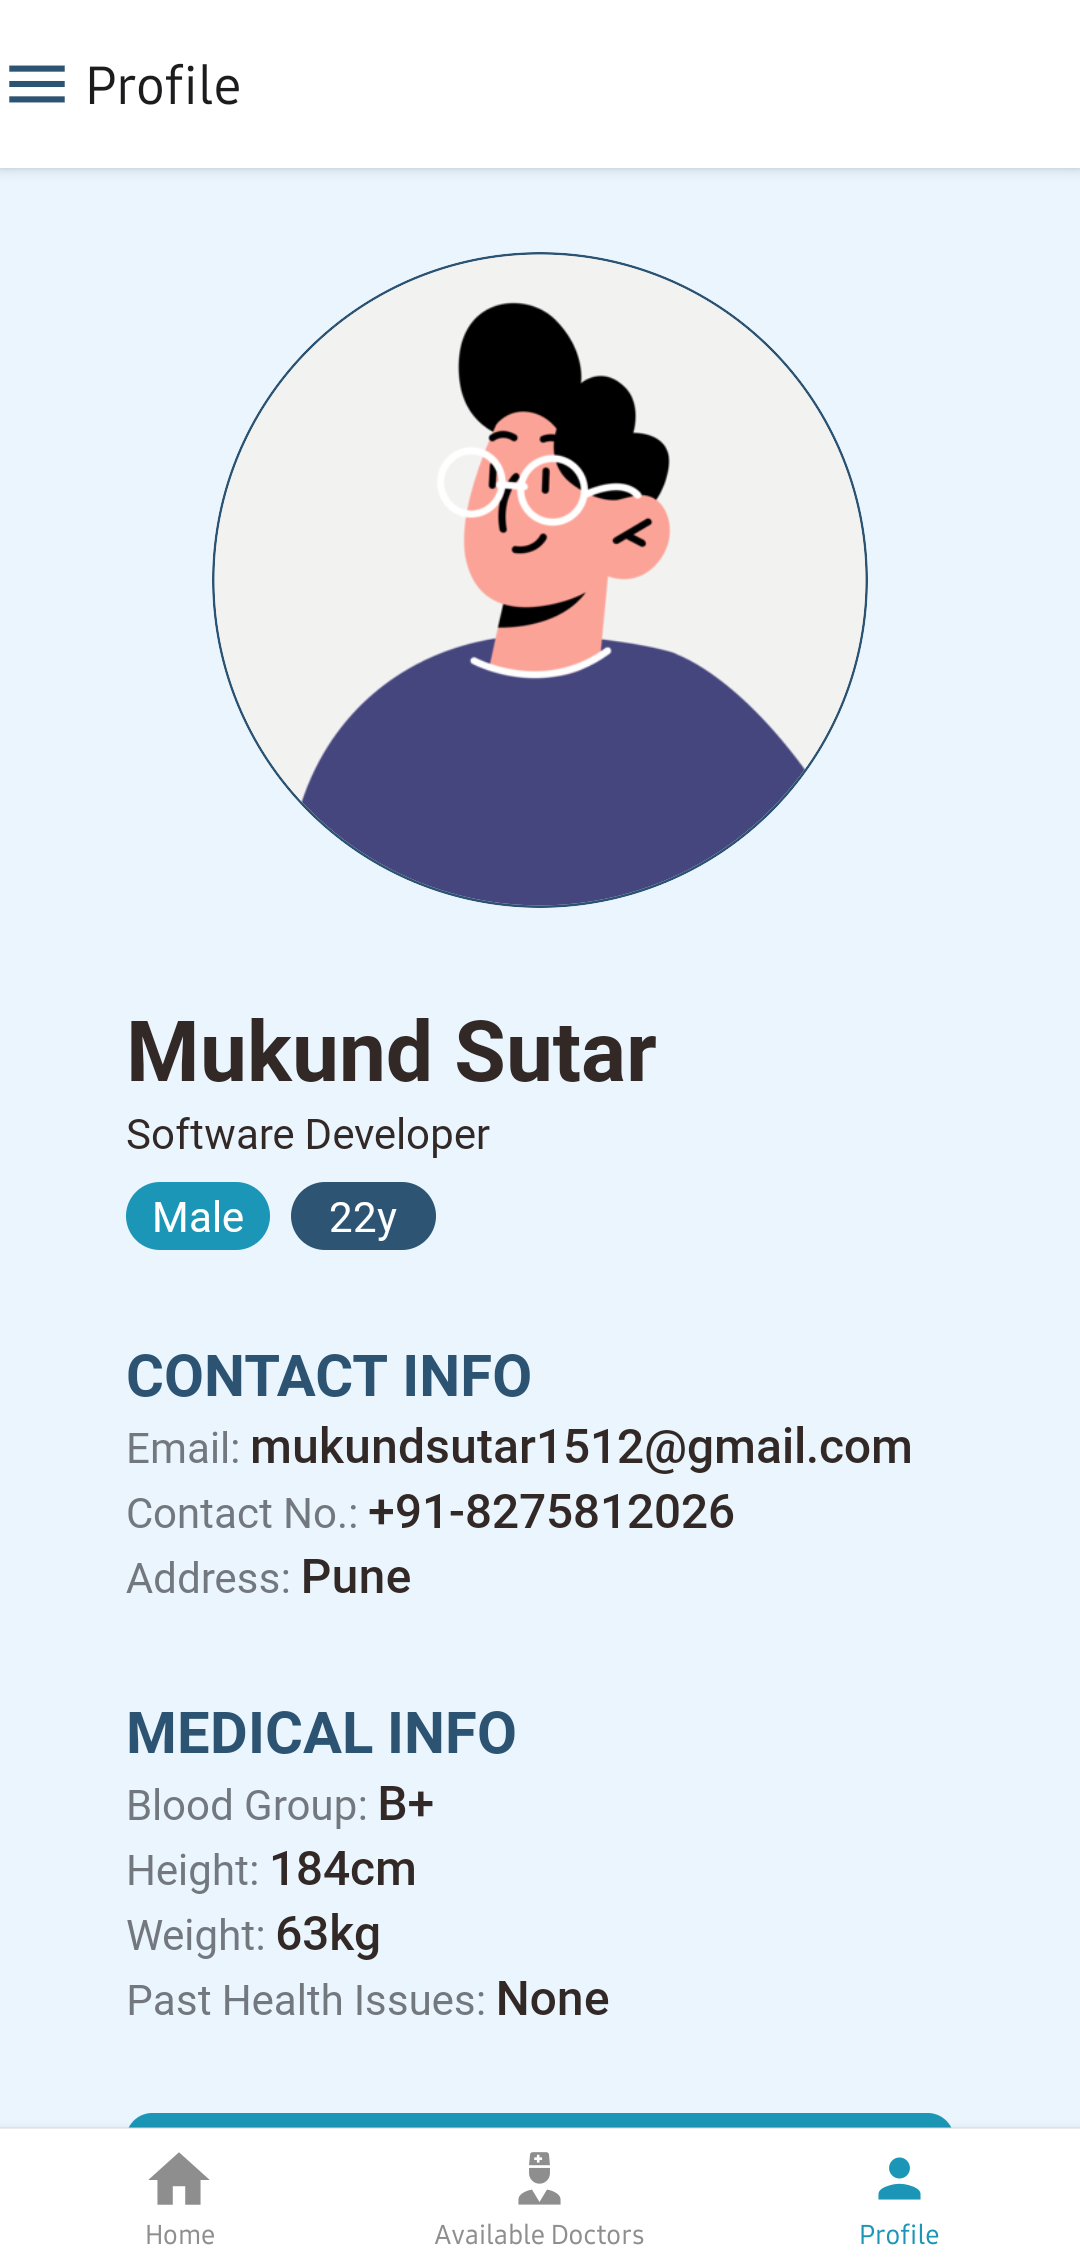 Profile
Mukund Sutar
Software Developer
Male 22y
CONTACT INFO
Email: mukundsutar1512@gmail.com
Contact No.: +91-8275812026
Address: Pune
MEDICAL INFO
Blood Group: B+
Height: 184cm
Weight: 63kg
Past Health Issues: None
Home Available Doctors Profile